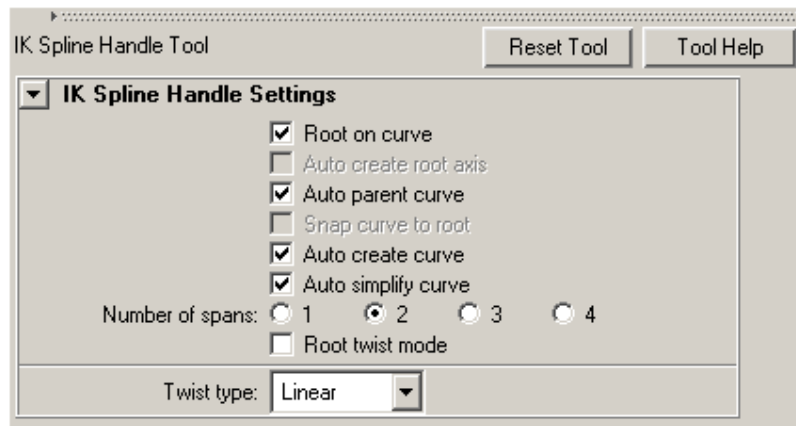 IK Spline Handle Tool Reset Tool Tool Help
IK Spline Handle Settings
Root on curve
Auto create root axis
Auto parent curve
Snap curve to root
Auto create curve
Auto simplify curve
Number of spans: 1 2 3 4
Root twist mode
Twist type: Linear